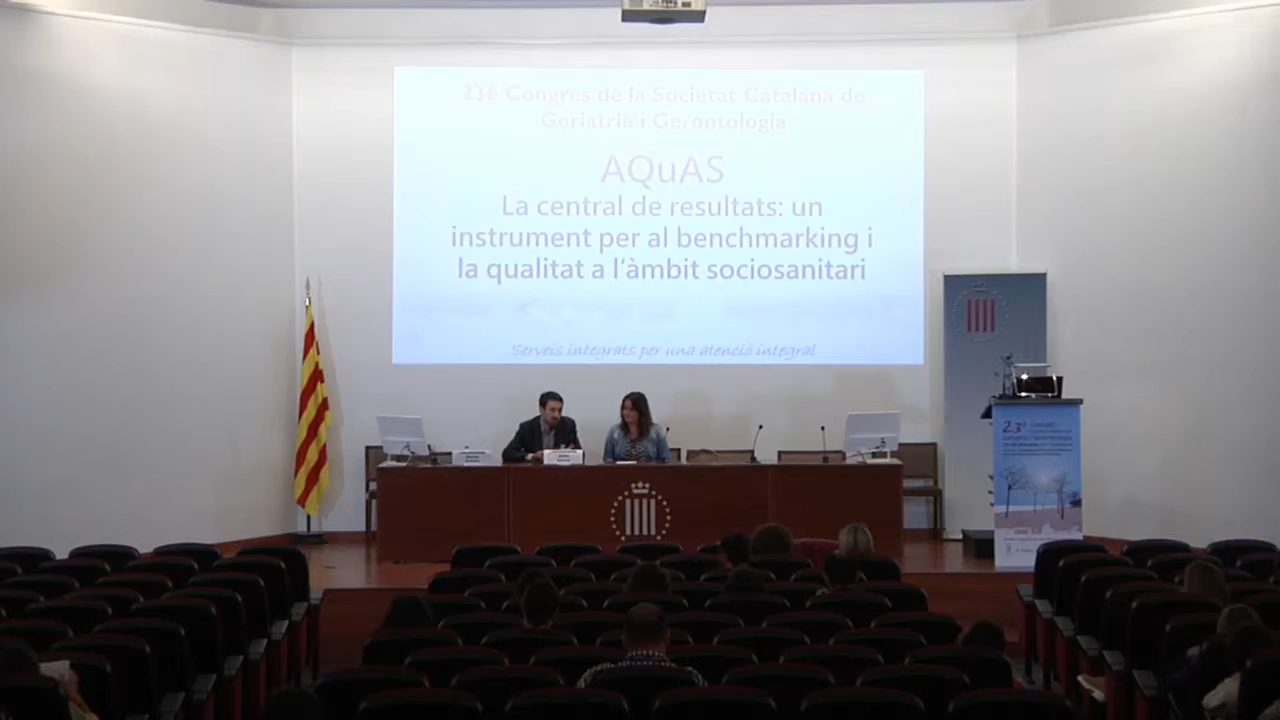 23è Congrés de la Societat Catalana de
Geriatria i Gerontologia
AQuAS
La central de resultats: un
instrument per al benchmarking i
la qualitat a l'àmbit sociosanitari
Serveis integrats per una atenció integral
23è